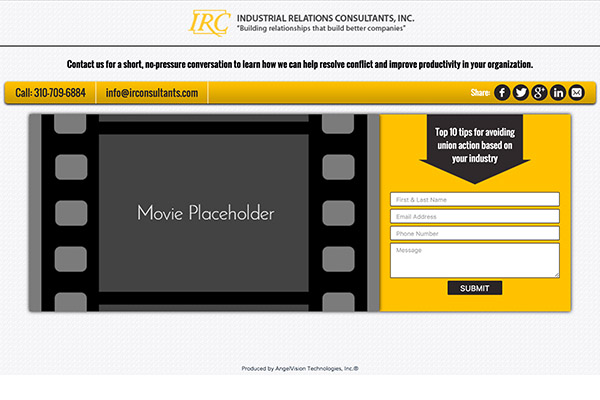 IRC
INDUSTRIAL RELATIONS CONSULTANTS, INC.
"Building relationships that build better companies"
Contact us for a short, no-pressure conversation to learn how we can help resolve conflict and improve productivity in your organization.
Call: 310-709-6884
info@irconsultants.com
Share:
Top 10 tips for avoiding
union action based on
your industry
Movie Placeholder
First & Last Name
Email Address
Phone Number
Message
SUBMIT
Produced by AngelVision Technologies, Inc.®